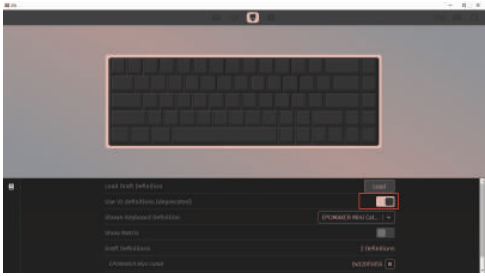 Load Draft Definition
Load
Use V2 definitions (deprecated)
Shown Keyboard Definition
Show Matrix
Draft Definitions
1 Definitions